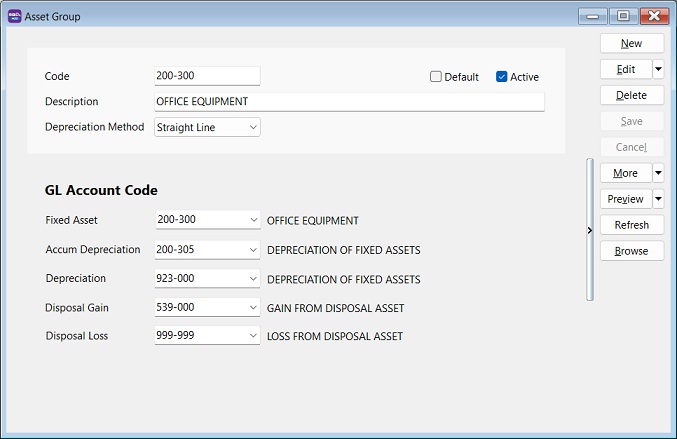 Asset Group
New
Code 200-300 Default Active
Edit
Description OFFICE EQUIPMENT
Delete
Depreciation Method Straight Line
Save
Cancel
More
GL Account Code
Preview
Fixed Asset 200-300 OFFICE EQUIPMENT
Refresh
Accum Depreciation 200-305 DEPRECIATION OF FIXED ASSETS
Browse
Depreciation 923-000 DEPRECIATION OF FIXED ASSETS
Disposal Gain 539-000 GAIN FROM DISPOSAL ASSET
Disposal Loss 999-999 LOSS FROM DISPOSAL ASSET